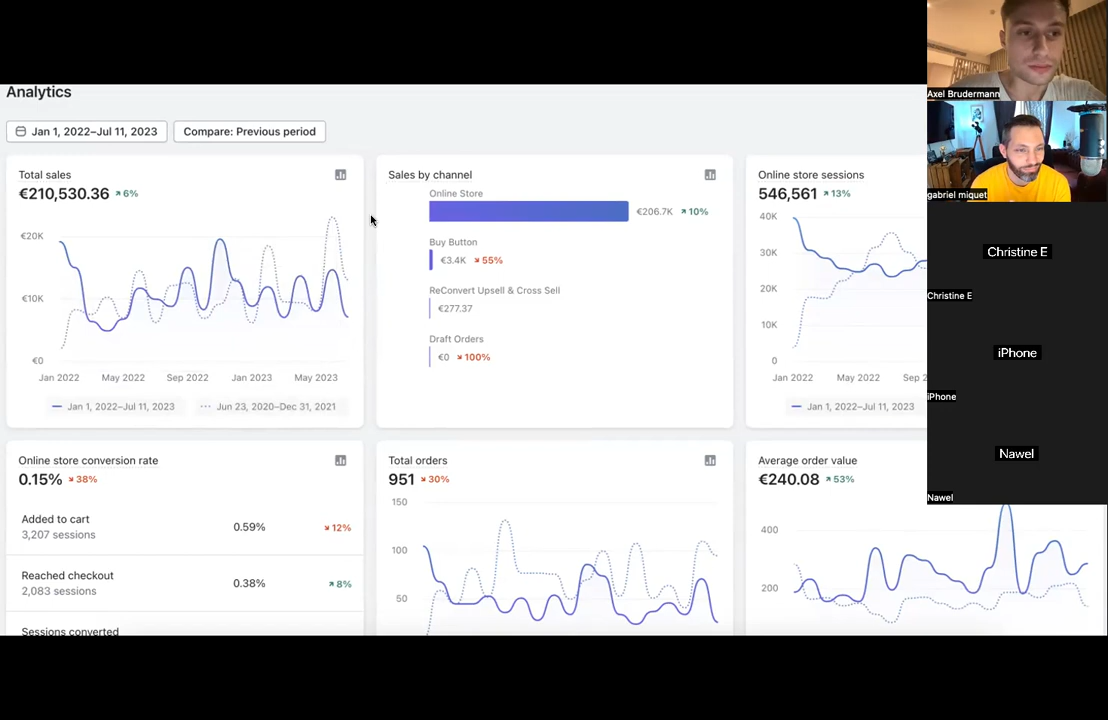 Analytics
Jan 1, 2022–Jul 11, 2023
Compare: Previous period
Total sales
€210,530.36 ↗ 6%
€20K
€10K
€0
Jan 2022 May 2022 Sep 2022 Jan 2023 May 2023
Jan 1, 2022–Jul 11, 2023 Jun 23, 2020–Dec 31, 2021
Sales by channel
Online Store
€206.7K ↗ 10%
Buy Button
€3.4K ↘ 55%
ReConvert Upsell & Cross Sell
€277.37
Draft Orders
€0 ↘ 100%
Online store sessions
546,561 ↗ 13%
40K
30K
20K
10K
0
Jan 2022 May 2022 Sep 2
Jan 1, 2022–Jul 11, 2023
Online store conversion rate
0.15% ↘ 38%
Added to cart
3,207 sessions
0.59% ↘ 12%
Reached checkout
2,083 sessions
0.38% ↗ 8%
Sessions converted
Total orders
951 ↘ 30%
150
100
50
Average order value
€240.08 ↗ 53%
400
200
Axel Brudermann
gabriel miquet
Christine E
Christine E
iPhone
iPhone
Nawel
Nawel